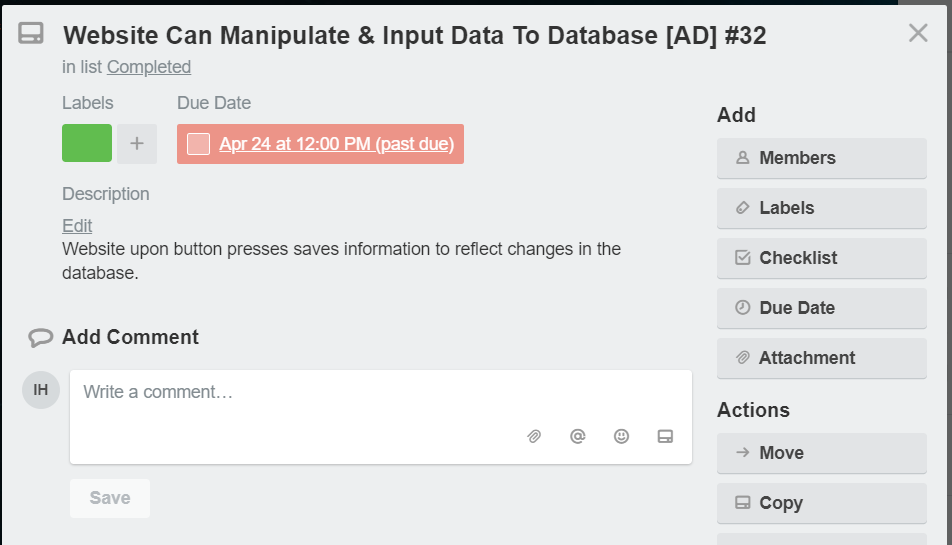 Website Can Manipulate & Input Data To Database [AD] #32
in list Completed
Labels
Due Date
Apr 24 at 12:00 PM (past due)
Description
Edit
Website upon button presses saves information to reflect changes in the
database.
Add Comment
IH
Write a comment…
Save
Add
Members
Labels
Checklist
Due Date
Attachment
Actions
Move
Copy